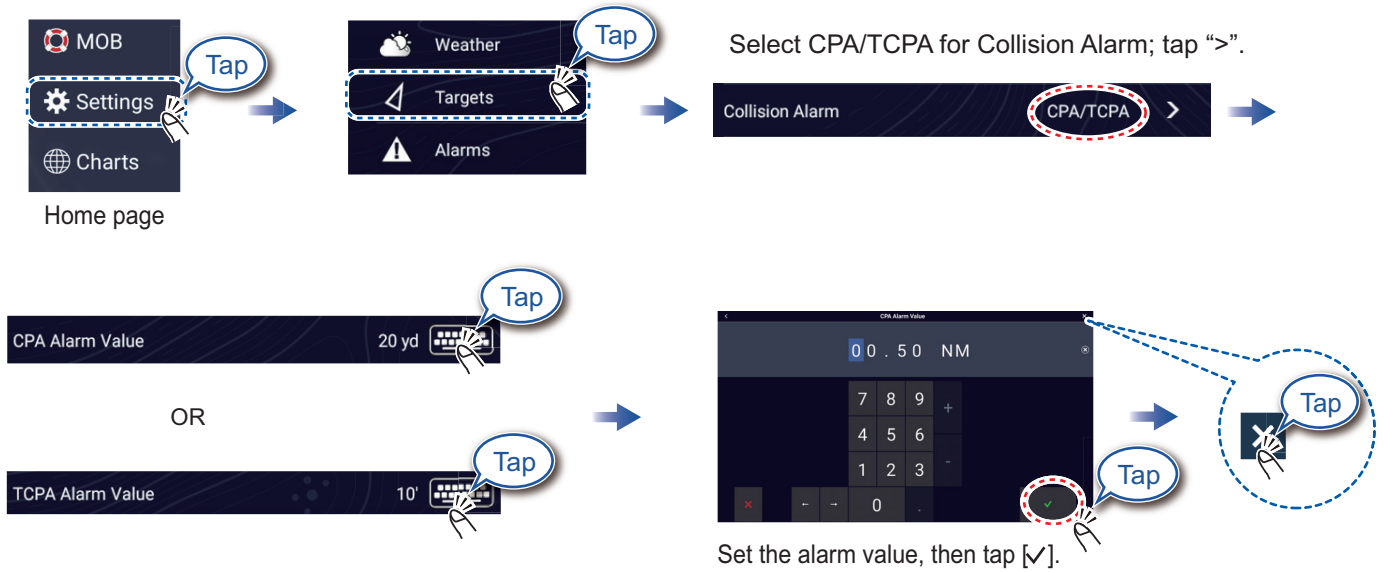 MOB
Tap
Settings
Charts
Home page
Weather
Tap
Targets
Alarms
Select CPA/TCPA for Collision Alarm; tap “>”.
Collision Alarm CPA/TCPA >
CPA Alarm Value 20 yd
Tap
OR
TCPA Alarm Value 10'
Tap
CPA Alarm Value
00.50 NM
7 8 9 +
4 5 6
1 2 3 -
← → 0 .
Tap
Tap
Set the alarm value, then tap [✓].